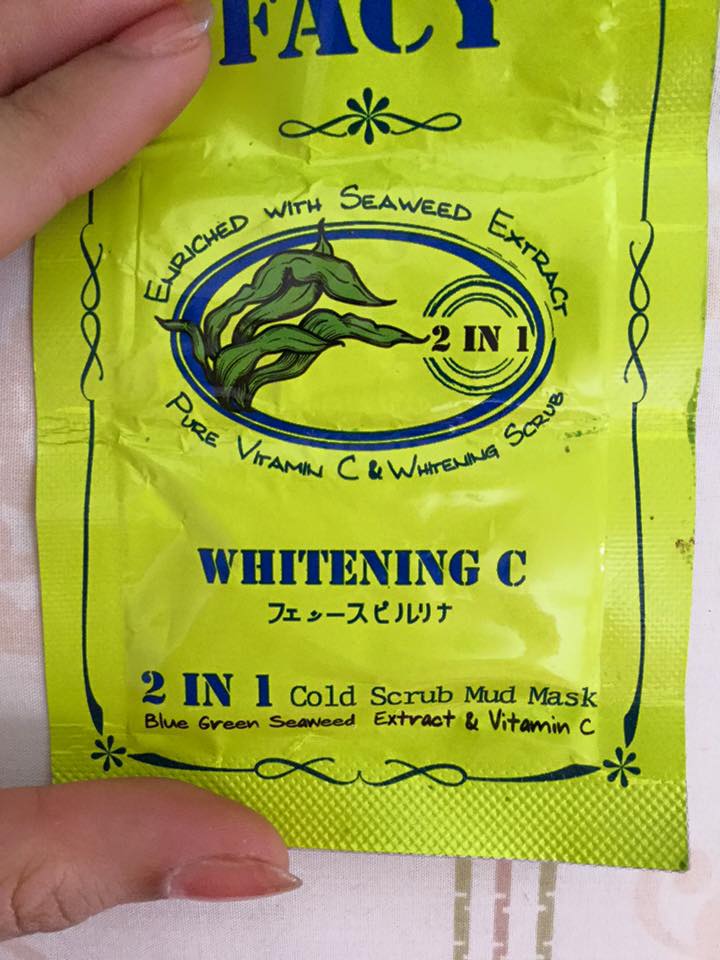 FACY
ENRICHED WITH SEAWEED EXTRACT
2 IN 1
PURE VITAMIN C & WHITENING SCRUB
WHITENING C
フェシースピルリナ
2 IN 1 Cold Scrub Mud Mask
Blue Green Seaweed Extract & Vitamin C